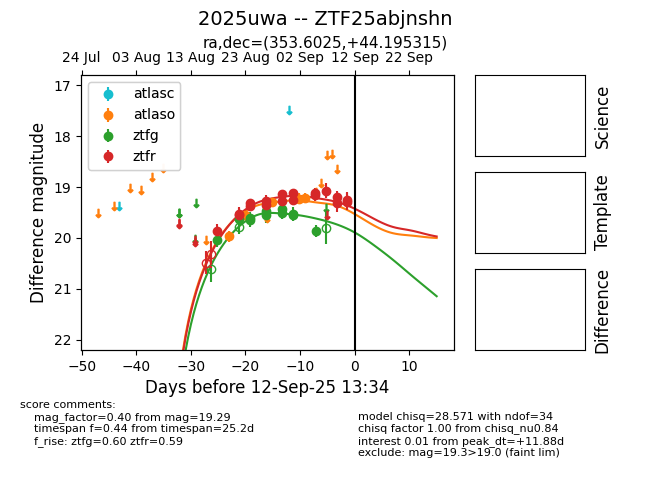 2025uwa -- ZTF25abjnshn
ra,dec=(353.6025,+44.195315)
24 Jul 03 Aug 13 Aug 23 Aug 02 Sep 12 Sep 22 Sep
17
18
19
20
21
22
Difference magnitude
atlasc
atlaso
ztfg
ztfr
−50 −40 −30 −20 −10 0 10
Days before 12-Sep-25 13:34
Science
Template
Difference
score comments:
mag_factor=0.40 from mag=19.29
timespan f=0.44 from timespan=25.2d
f_rise: ztfg=0.60 ztfr=0.59
model chisq=28.571 with ndof=34
chisq factor 1.00 from chisq_nu0.84
interest 0.01 from peak_dt=+11.88d
exclude: mag=19.3>19.0 (faint lim)